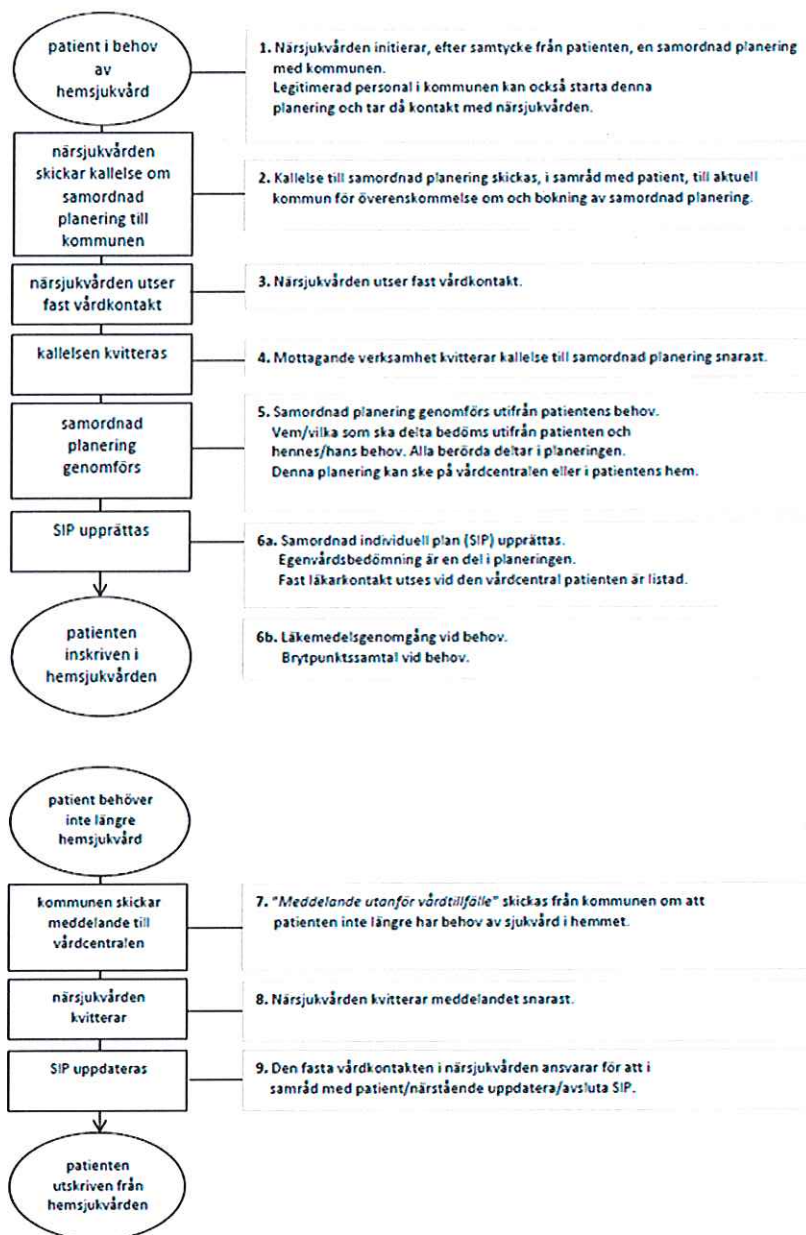 patient i behov
av
hemsjukvård
1. Närsjukvården initierar, efter samtycke från patienten, en samordnad planering
med kommunen.
Legitimerad personal i kommunen kan också starta denna
planering och tar då kontakt med närsjukvården.
närsjukvården
skickar kallelse om
samordnad
planering till
kommunen
2. Kallelse till samordnad planering skickas, i samråd med patient, till aktuell
kommun för överenskommelse om och bokning av samordnad planering.
närsjukvården utser
fast vårdkontakt
3. Närsjukvården utser fast vårdkontakt.
kallelsen kvitteras
4. Mottagande verksamhet kvitterar kallelse till samordnad planering snarast.
samordnad
planering
genomförs
5. Samordnad planering genomförs utifrån patientens behov.
Vem/vilka som ska delta bedöms utifrån patienten och
hennes/hans behov. Alla berörda deltar i planeringen.
Denna planering kan ske på vårdcentralen eller i patientens hem.
SIP upprättas
6a. Samordnad individuell plan (SIP) upprättas.
Egenvårdsbedömning är en del i planeringen.
Fast läkarkontakt utses vid den vårdcentral patienten är listad.
patienten
inskriven i
hemsjukvården
6b. Läkemedelsgenomgång vid behov.
Brytpunktssamtal vid behov.
patient behöver
inte längre
hemsjukvård
kommunen skickar
meddelande till
vårdcentralen
7. "Meddelande utanför vårdtillfälle" skickas från kommunen om att
patienten inte längre har behov av sjukvård i hemmet.
närsjukvården
kvitterar
8. Närsjukvården kvitterar meddelandet snarast.
SIP uppdateras
9. Den fasta vårdkontakten i närsjukvården ansvarar för att i
samråd med patient/närstående uppdatera/avsluta SIP.
patienten
utskriven från
hemsjukvården